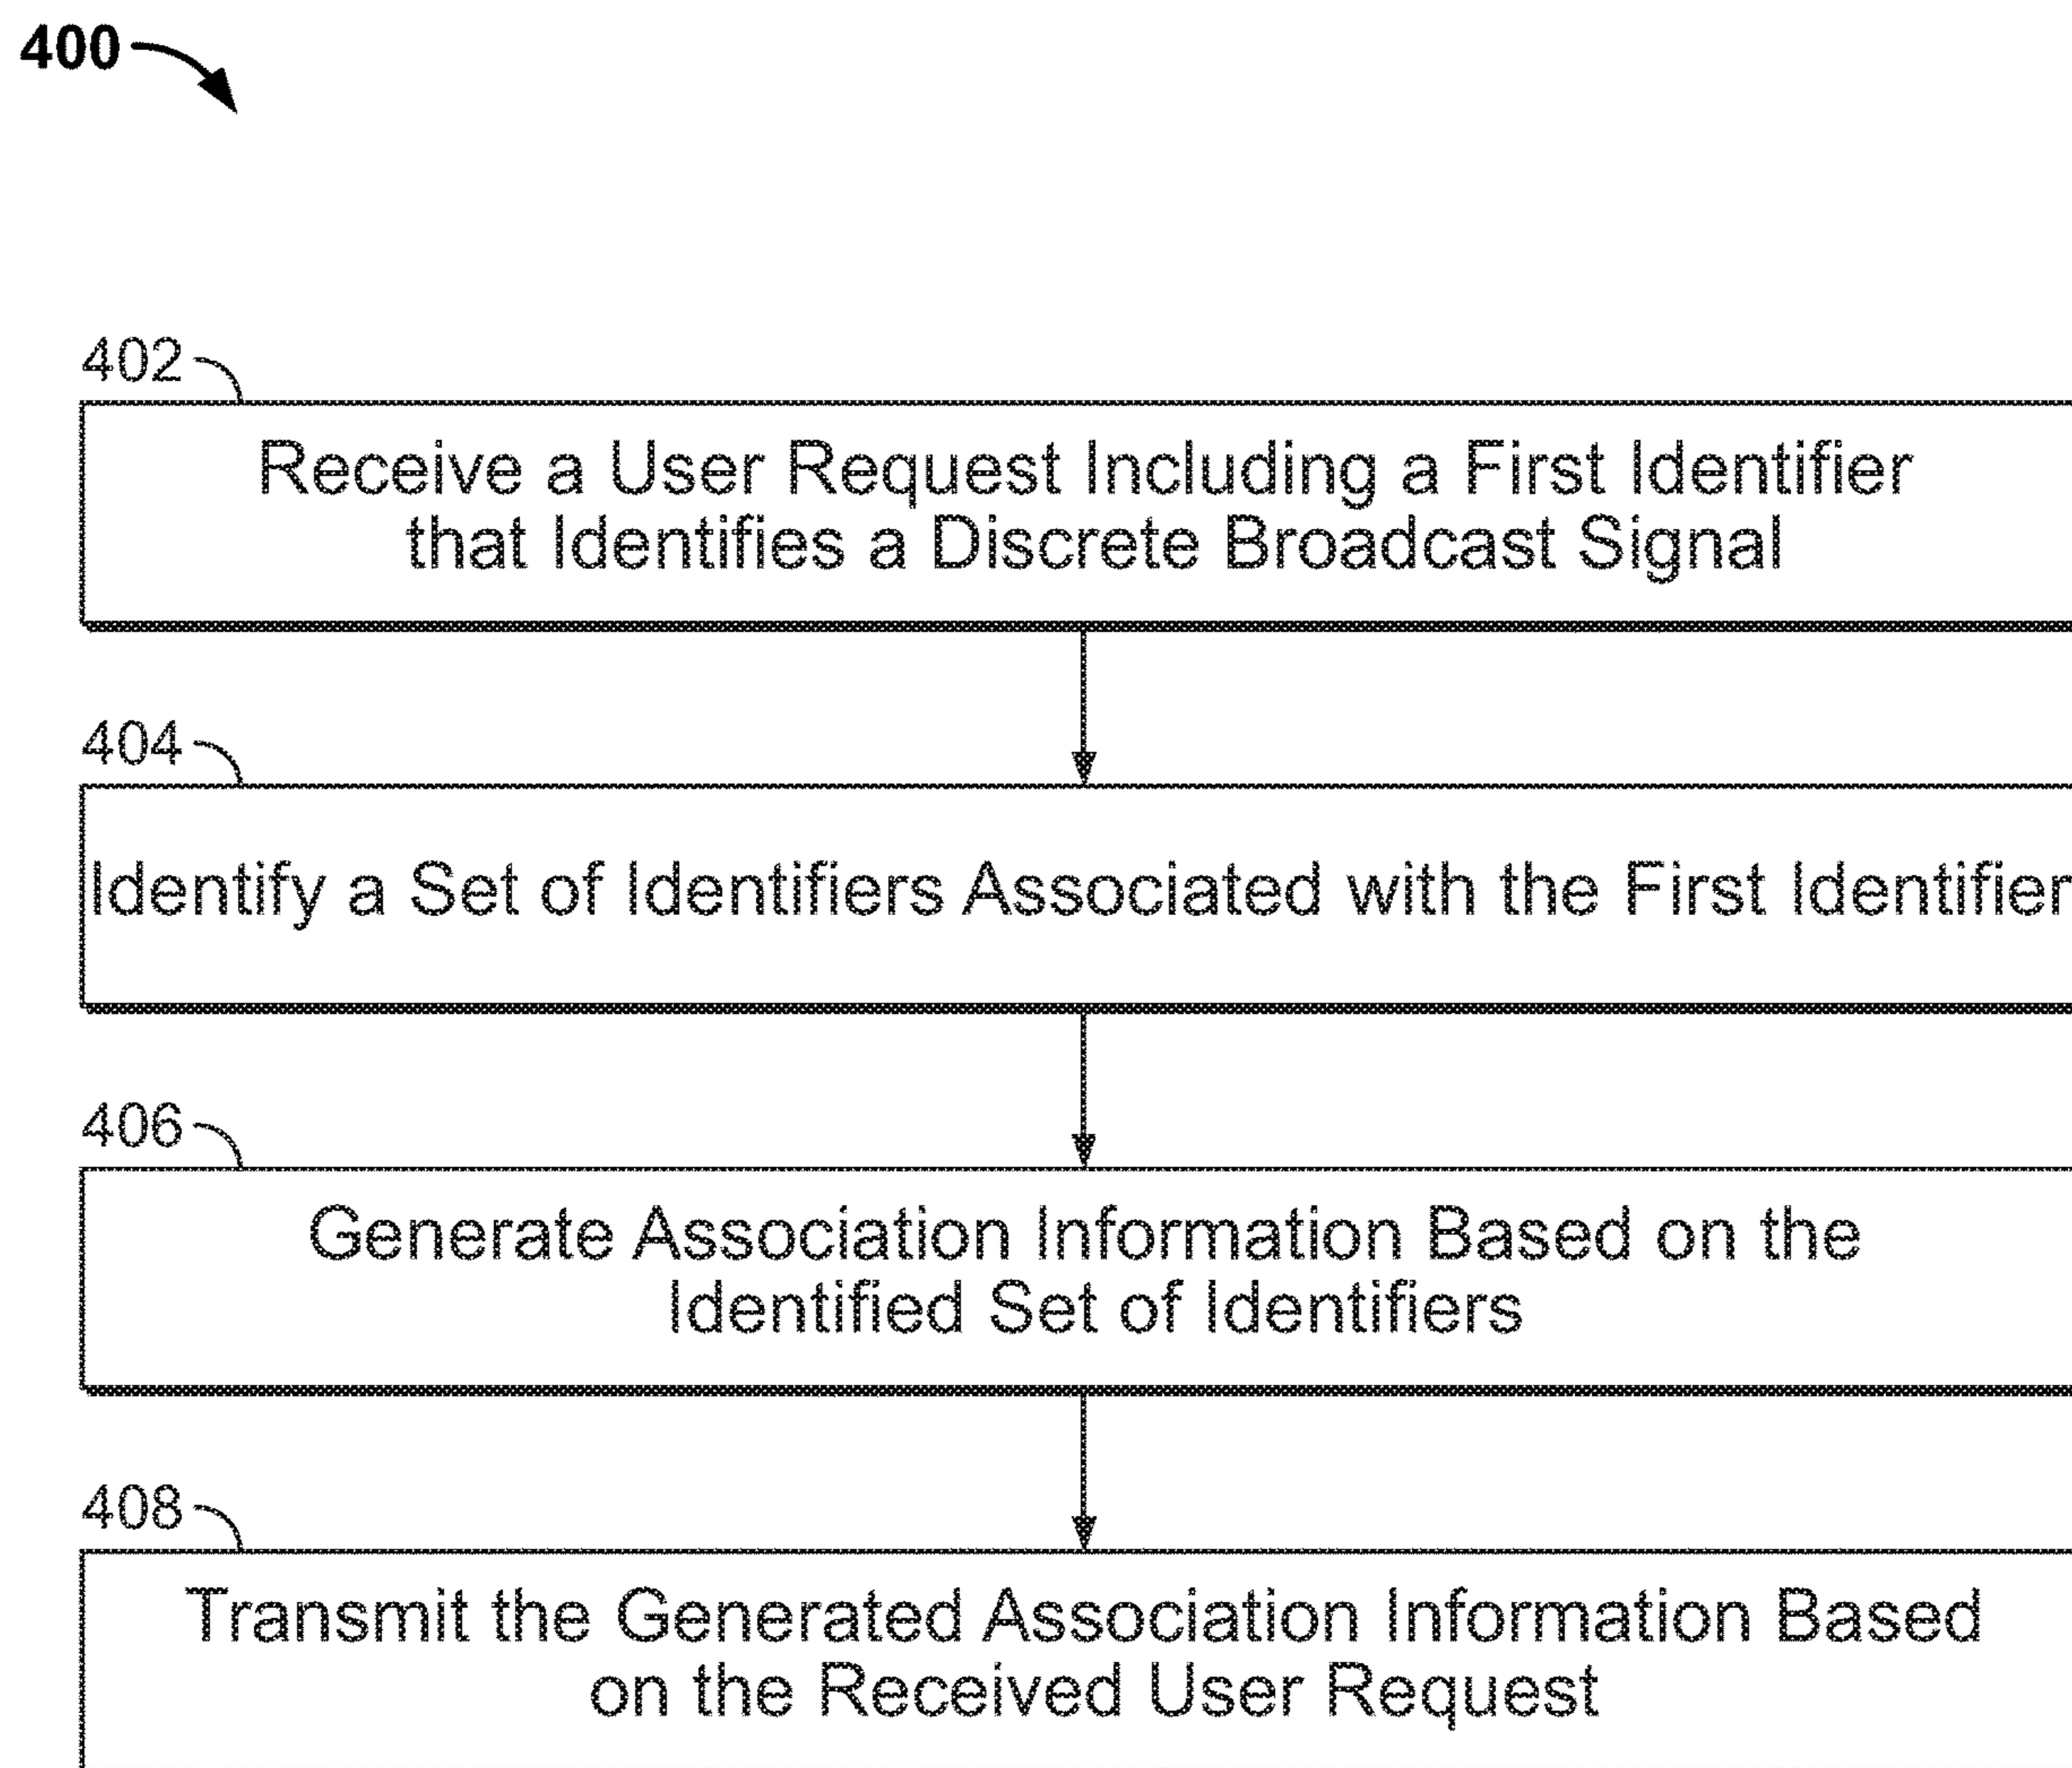 400
402
Receive a User Request Including a First Identifier
that Identifies a Discrete Broadcast Signal
404
Identify a Set of Identifiers Associated with the First Identifier
406
Generate Association Information Based on the
Identified Set of Identifiers
408
Transmit the Generated Association Information Based
on the Received User Request